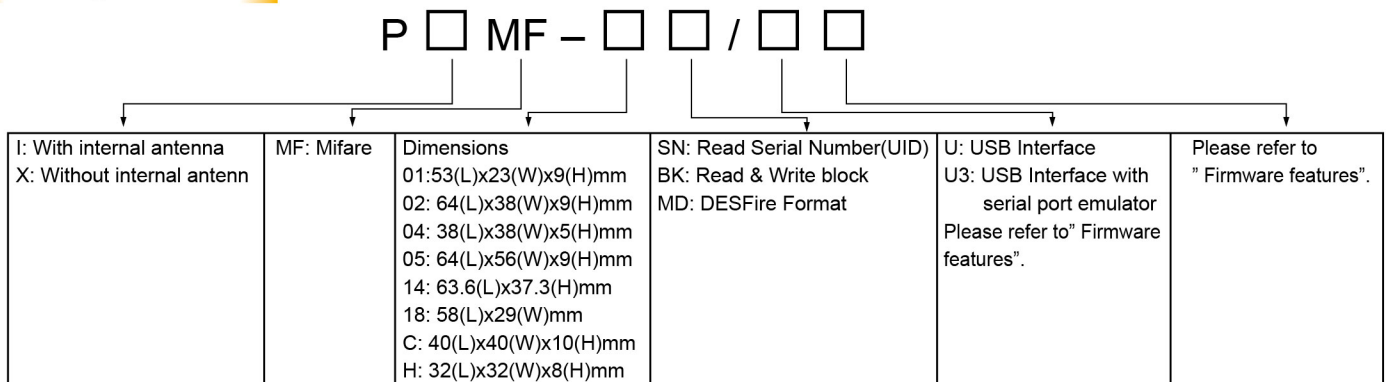 P □ MF – □ □ / □ □
I: With internal antenna
X: Without internal antenn
MF: Mifare
Dimensions
01:53(L)x23(W)x9(H)mm
02: 64(L)x38(W)x9(H)mm
04: 38(L)x38(W)x5(H)mm
05: 64(L)x56(W)x9(H)mm
14: 63.6(L)x37.3(H)mm
18: 58(L)x29(W)mm
C: 40(L)x40(W)x10(H)mm
H: 32(L)x32(W)x8(H)mm
SN: Read Serial Number(UID)
BK: Read & Write block
MD: DESFire Format
U: USB Interface
U3: USB Interface with
serial port emulator
Please refer to” Firmware
features”.
Please refer to
” Firmware features”.